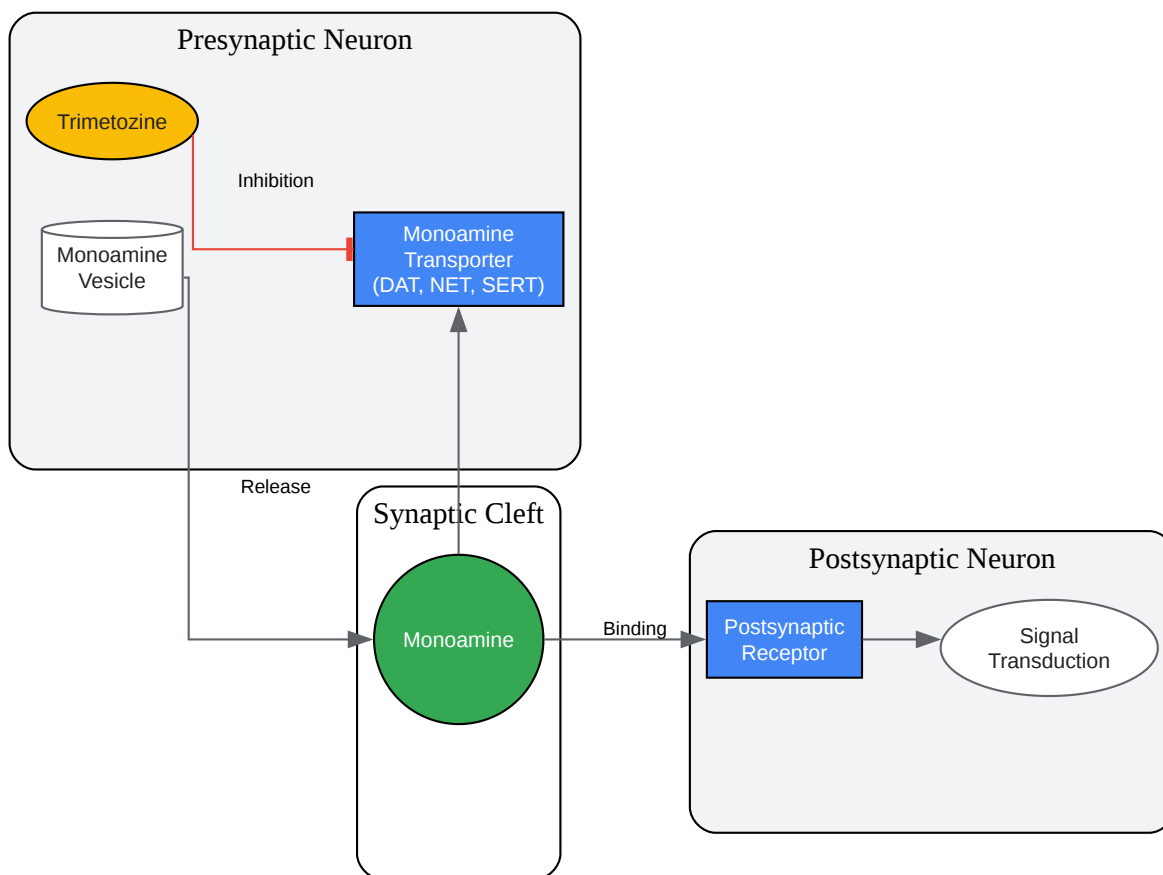 Presynaptic Neuron
Trimetozine
Inhibition
Monoamine
Vesicle
Monoamine
Transporter
(DAT, NET, SERT)
Release
Synaptic Cleft
Monoamine
Binding
Postsynaptic Neuron
Postsynaptic
Receptor
Signal
Transduction